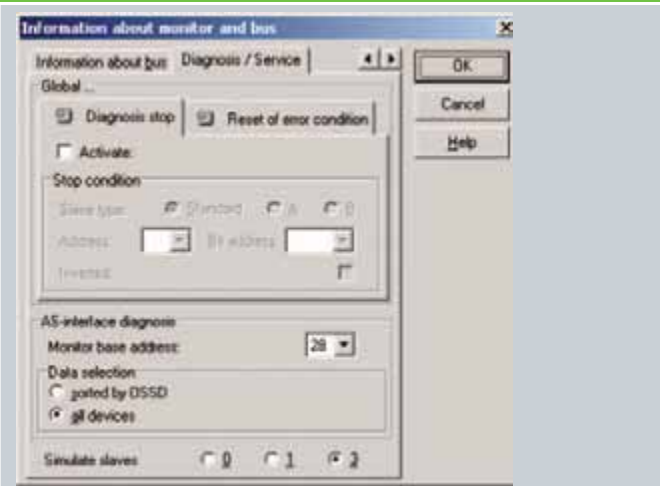 Information about monitor and bus
Information about bus Diagnosis / Service
OK
Global ...
Cancel
Diagnosis stop Reset of error condition
Help
Activate:
Stop condition
Slave type: Standard A B
Address: Bit address:
Inverted:
AS-interface diagnosis
Monitor base address: 28
Data selection
sorted by OSSD
all devices
Simulate slaves 0 1 3